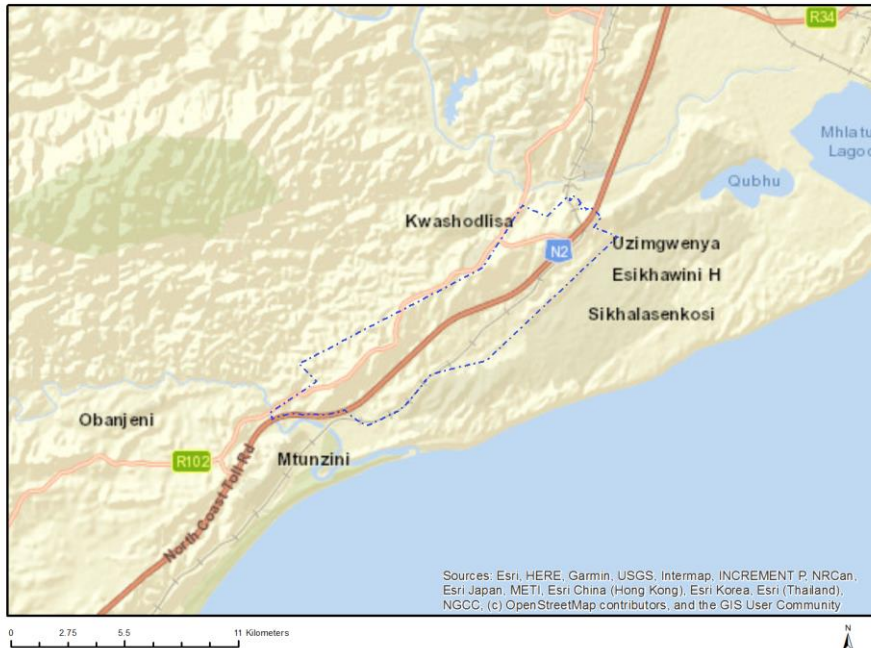 R34
Mhlatu
Lagoo
Qubhu
Kwashodlisa
Uzimgwenya
N2
Esikhawini H
Sikhalasenkosi
Obanjeni
R102
Mtunzini
North Coast Toll Rd
Sources: Esri, HERE, Garmin, USGS, Intermap, INCREMENT P, NRCan,
Esri Japan, METI, Esri China (Hong Kong), Esri Korea, Esri (Thailand),
NGCC, (c) OpenStreetMap contributors, and the GIS User Community
0 2.75 5.5 11 Kilometers
N